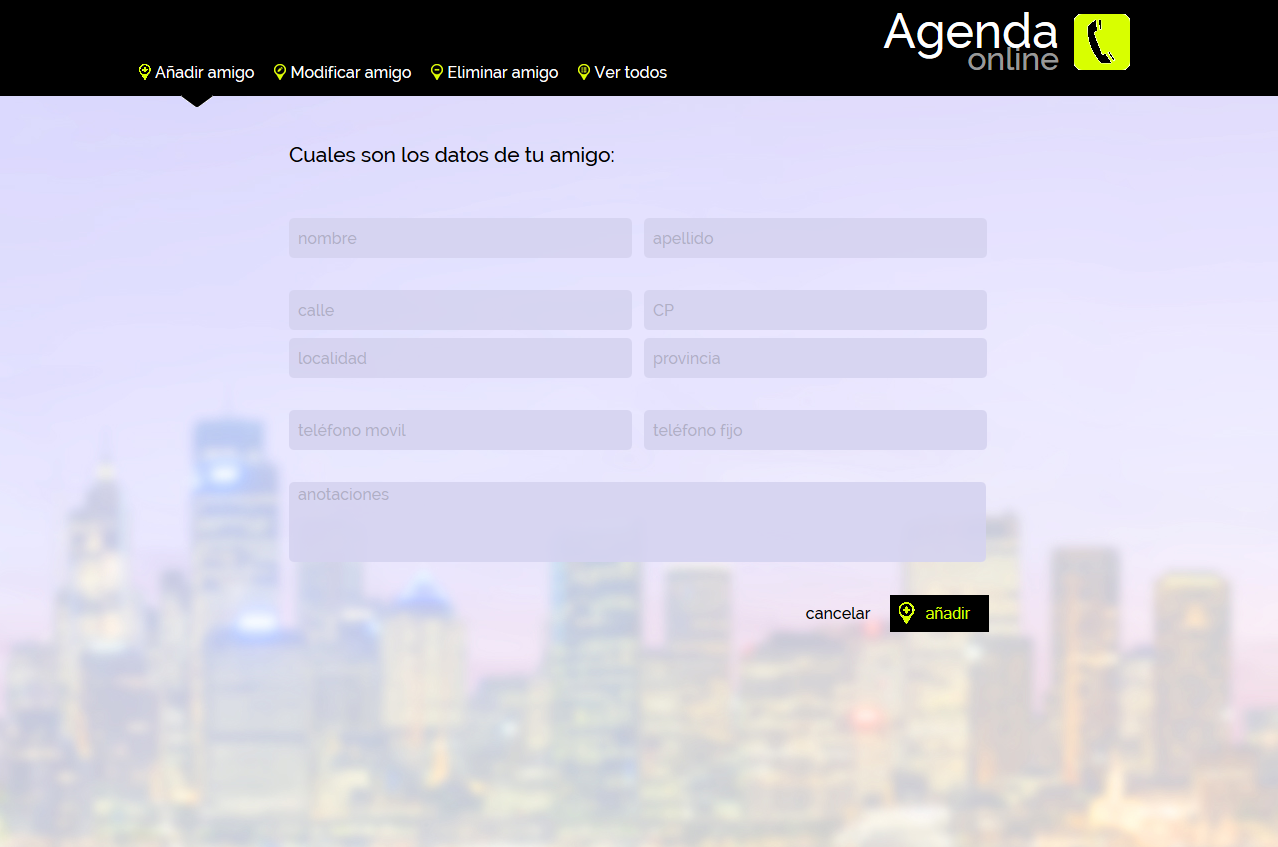 Agenda
online
Añadir amigo Modificar amigo Eliminar amigo Ver todos
Cuales son los datos de tu amigo:
nombre apellido
calle CP
localidad provincia
teléfono movil teléfono fijo
anotaciones
cancelar añadir